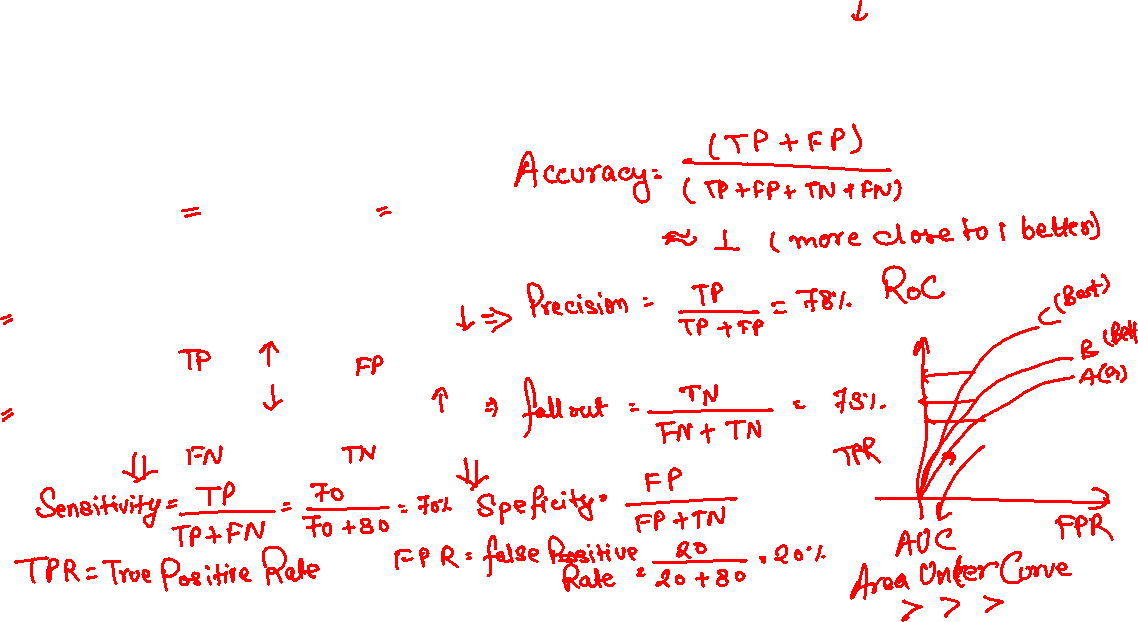 Accuracy = (TP + FP) / (TP + FP + TN + FN)
≈ 1 (more close to 1 better)
⇒ Precision = TP / (TP + FP) = 78%
RoC
C (Best)
B
A
TP ↑ FP
↓ ↑ ⇒ fall out = TN / (FN + TN) = 78%.
TPR
FN TN
Sensitivity = TP / (TP + FN) = 70 / (70 + 80) = 70%
Speficity = FP / (FP + TN)
FPR
TPR = True Positive Rate
FPR = false Positive Rate = 20 / (20 + 80) = 20%
AUC
Area Under Curve
> > >